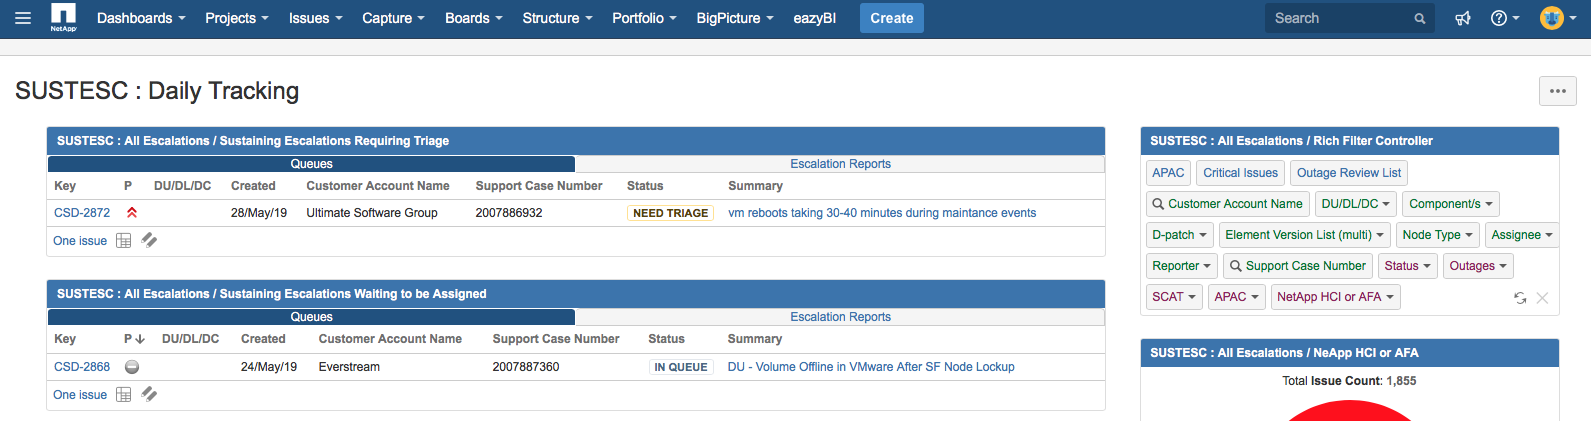 Dashboards Projects Issues Capture Boards Structure Portfolio BigPicture eazyBI Create Search
NetApp
SUSTESC : Daily Tracking
SUSTESC : All Escalations / Sustaining Escalations Requiring Triage
Queues Escalation Reports
Key P DU/DL/DC Created Customer Account Name Support Case Number Status Summary
CSD-2872 28/May/19 Ultimate Software Group 2007886932 NEED TRIAGE vm reboots taking 30-40 minutes during maintance events
One issue
SUSTESC : All Escalations / Sustaining Escalations Waiting to be Assigned
Queues Escalation Reports
Key P DU/DL/DC Created Customer Account Name Support Case Number Status Summary
CSD-2868 24/May/19 Everstream 2007887360 IN QUEUE DU - Volume Offline in VMware After SF Node Lockup
One issue
SUSTESC : All Escalations / Rich Filter Controller
APAC Critical Issues Outage Review List
Customer Account Name DU/DL/DC Component/s
D-patch Element Version List (multi) Node Type Assignee
Reporter Support Case Number Status Outages
SCAT APAC NetApp HCI or AFA
SUSTESC : All Escalations / NeApp HCI or AFA
Total Issue Count: 1,855